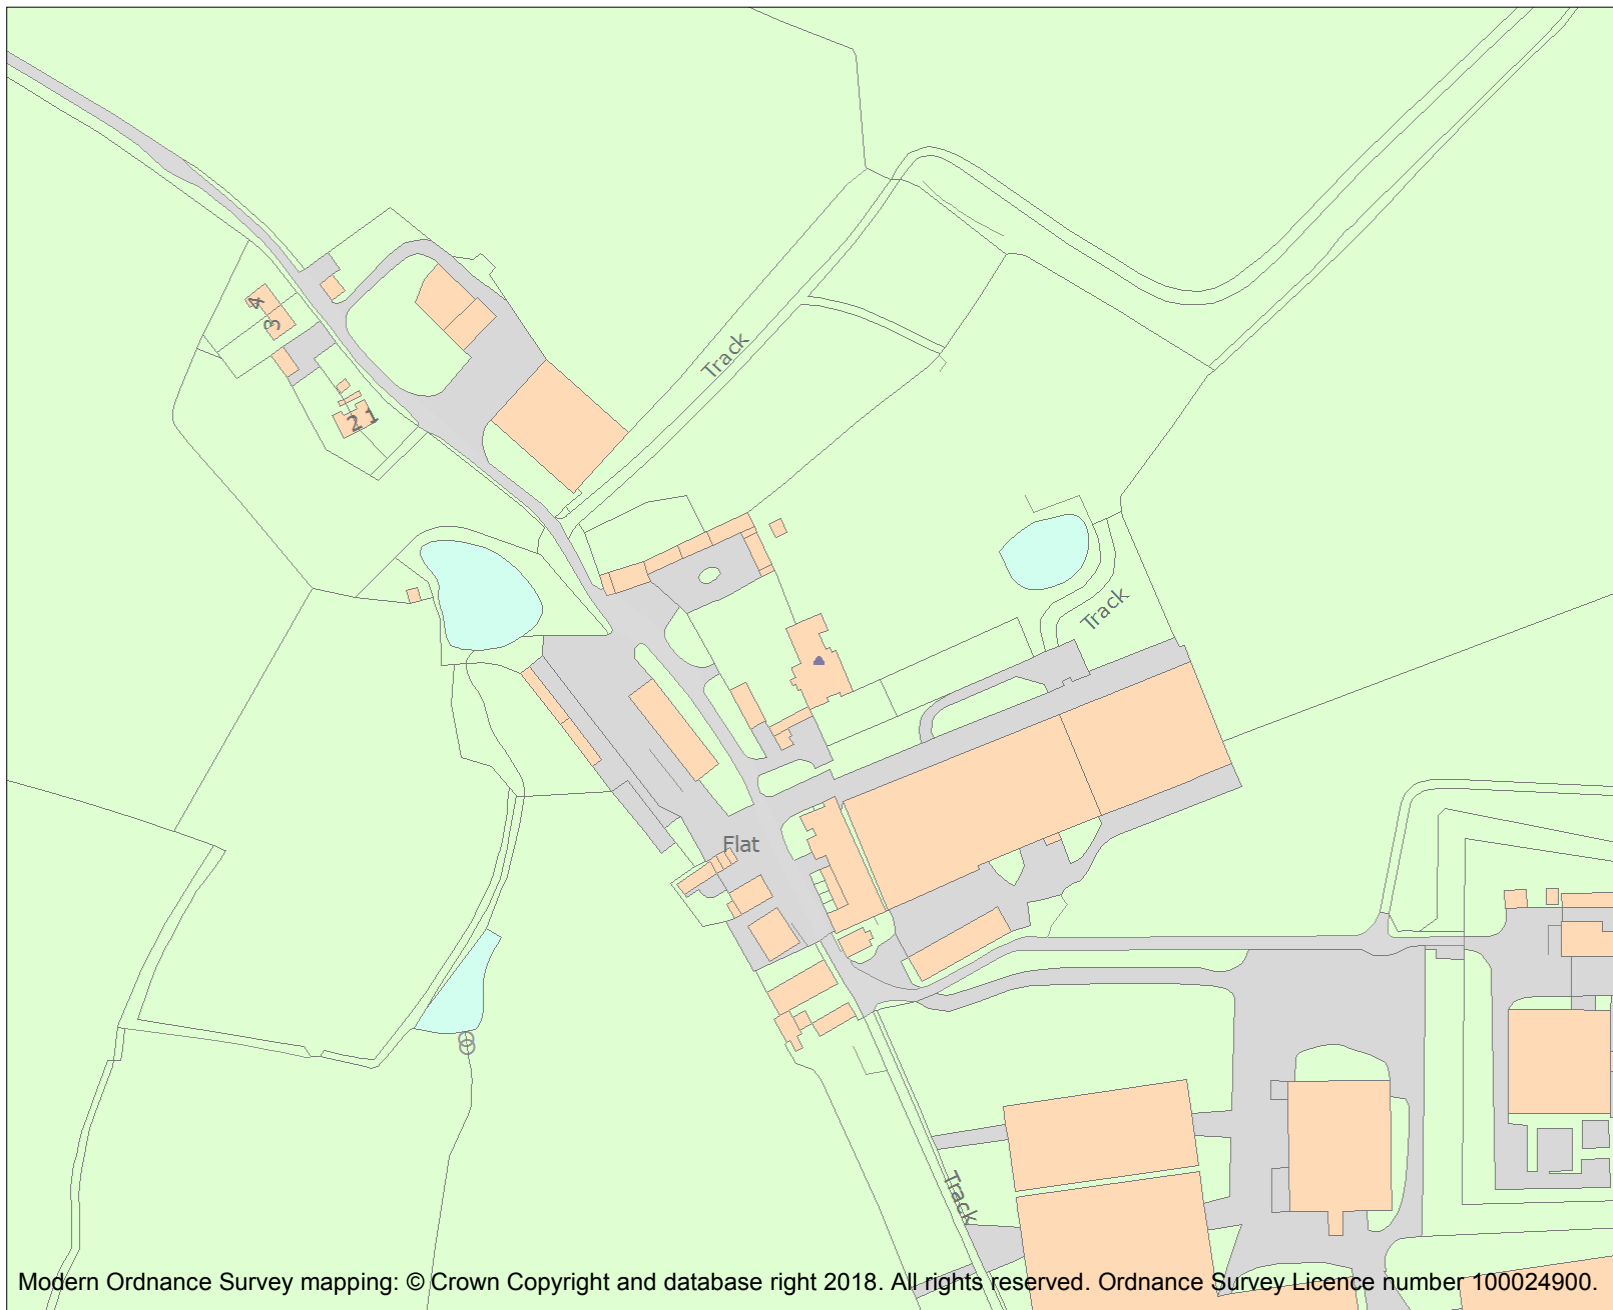 4
3
Track
2 1
Track
Flat
Track
Modern Ordnance Survey mapping: © Crown Copyright and database right 2018. All rights reserved. Ordnance Survey Licence number 100024900.